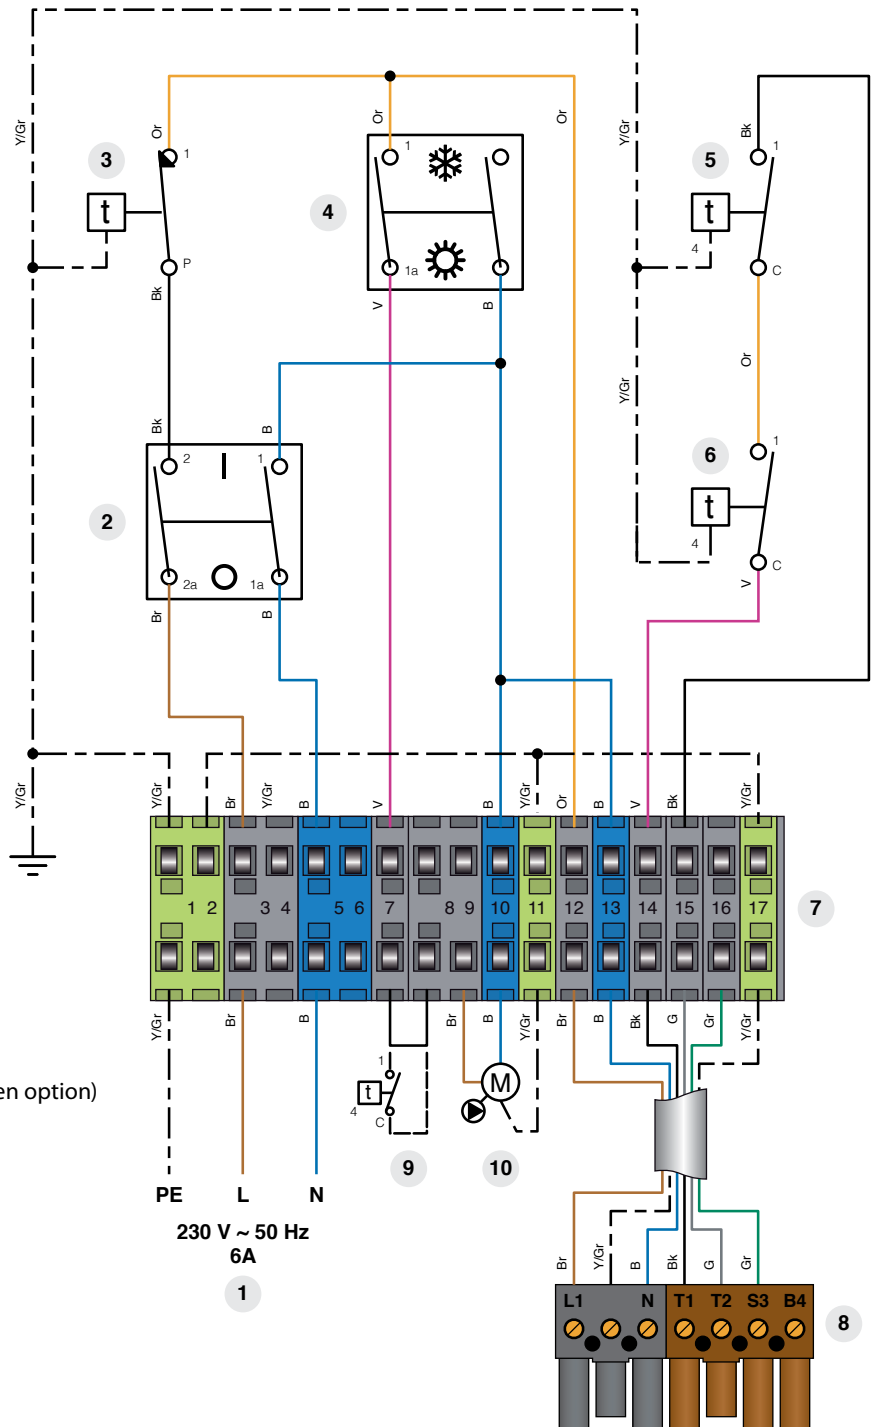 Y/Gr
Or
Or
Or
Y/Gr
Bk
3
1
t
P
Bk
4
1
1a
V
B
5
1
t
4
C
Or
Y/Gr
6
1
t
4
C
V
Bk
B
2
2
1
2a
1a
Br
B
Y/Gr
Y/Gr
Br
Y/Gr
B
V
B
Y/Gr
Or
B
V
Bk
Y/Gr
1 2 3 4 5 6 7 8 9 10 11 12 13 14 15 16 17
7
Y/Gr
Br
B
Br
B
Y/Gr
Br
B
Bk
G
Gr
Y/Gr
en option)
1
t
4
C
M
9
10
PE L N
230 V ~ 50 Hz
6A
1
Br
Y/Gr
B
Bk
G
Gr
L1 N T1 T2 S3 B4
8